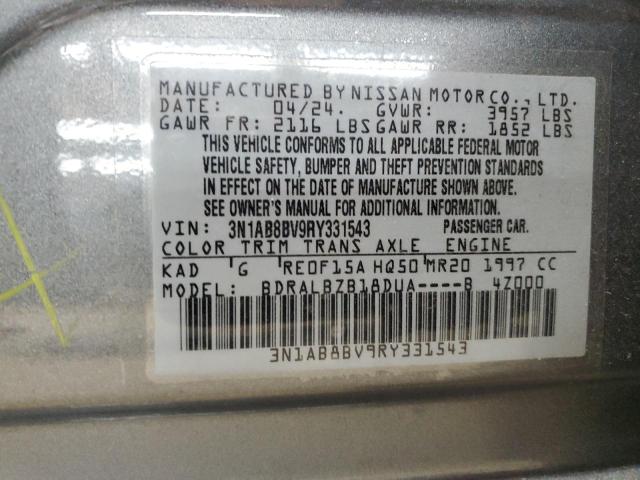 MANUFACTURED BY NISSAN MOTOR CO., LTD.
DATE: 04/24. GVWR: 3957 LBS
GAWR FR: 2116 LBS GAWR RR: 1852 LBS
THIS VEHICLE CONFORMS TO ALL APPLICABLE FEDERAL MOTOR
VEHICLE SAFETY, BUMPER AND THEFT PREVENTION STANDARDS
IN EFFECT ON THE DATE OF MANUFACTURE SHOWN ABOVE.
SEE OWNER'S MANUAL FOR ADDITIONAL INFORMATION.
VIN: 3N1AB8BV9RY331543 PASSENGER CAR.
COLOR TRIM TRANS AXLE ENGINE
KAD G RE0F15A HQ50 MR20 1997 CC
MODEL: BDRALBZB18DUA----B 4Z000
3N1AB8BV9RY331543